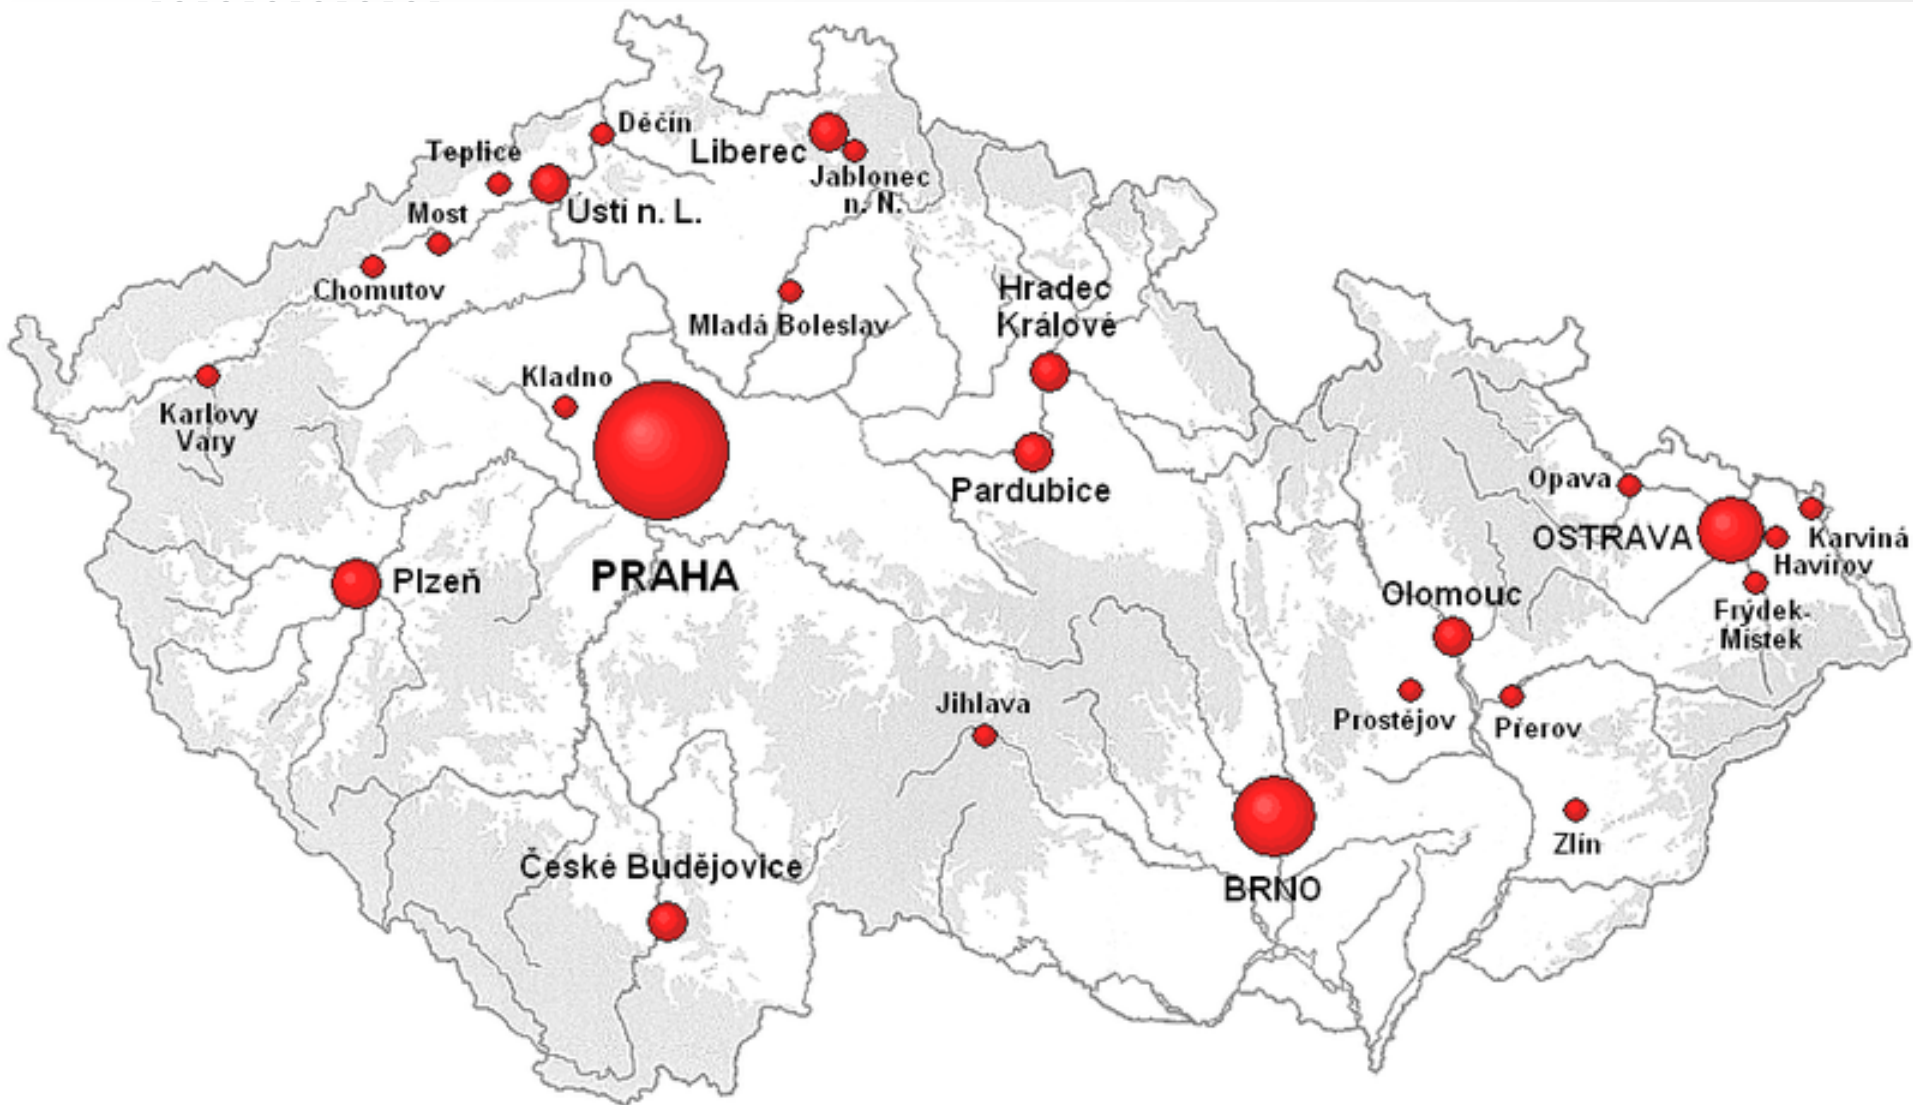 Děčín
Teplice
Liberec
Jablonec
n. N.
Most
Ústí n. L.
Chomutov
Hradec
Králové
Mladá Boleslav
Kladno
Karlovy
Vary
Pardubice
Opava
OSTRAVA
Karviná
Havířov
PRAHA
Plzeň
Olomouc
Frýdek-
Místek
Jihlava
Prostějov
Přerov
Zlín
České Budějovice
BRNO